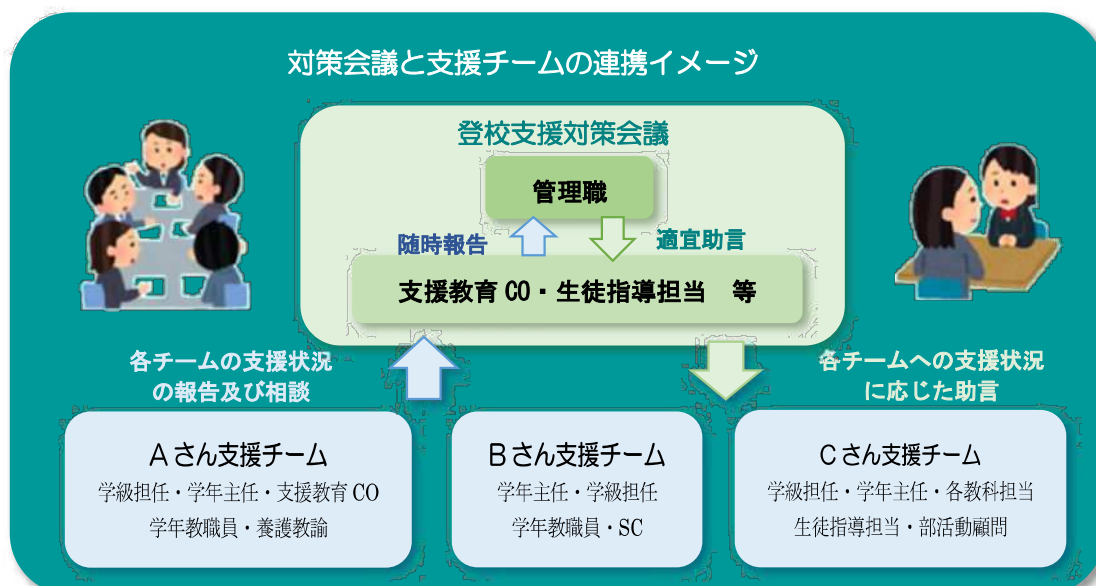 対策会議と支援チームの連携イメージ
登校支援対策会議
管理職
随時報告
適宜助言
支援教育 CO・生徒指導担当　等
各チームの支援状況
の報告及び相談
各チームへの支援状況
に応じた助言
Aさん支援チーム
学級担任・学年主任・支援教育 CO
学年教職員・養護教諭
Bさん支援チーム
学年主任・学級担任
学年教職員・SC
Cさん支援チーム
学級担任・学年主任・各教科担当
生徒指導担当・部活動顧問